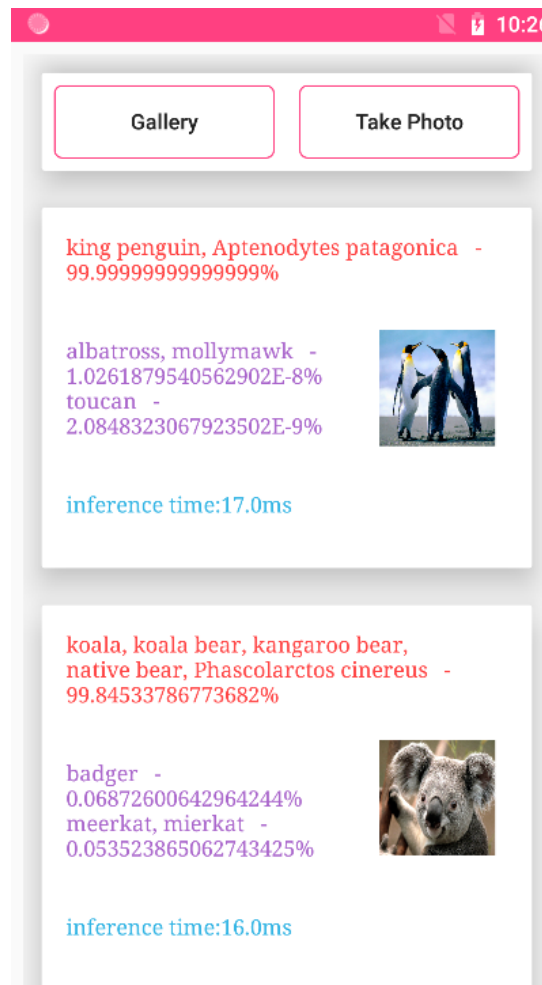 10:26
Gallery
Take Photo
king penguin, Aptenodytes patagonica -
99.99999999999999%
albatross, mollymawk -
1.0261879540562902E-8%
toucan -
2.0848323067923502E-9%
inference time:17.0ms
koala, koala bear, kangaroo bear,
native bear, Phascolarctos cinereus -
99.84533786773682%
badger -
0.06872600642964244%
meerkat, mierkat -
0.053523865062743425%
inference time:16.0ms